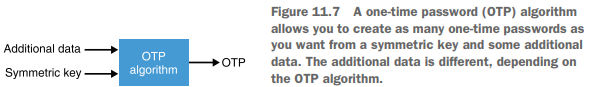 Additional data
Symmetric key
OTP
algorithm
OTP
Figure 11.7 A one-time password (OTP) algorithm
allows you to create as many one-time passwords as
you want from a symmetric key and some additional
data. The additional data is different, depending on
the OTP algorithm.